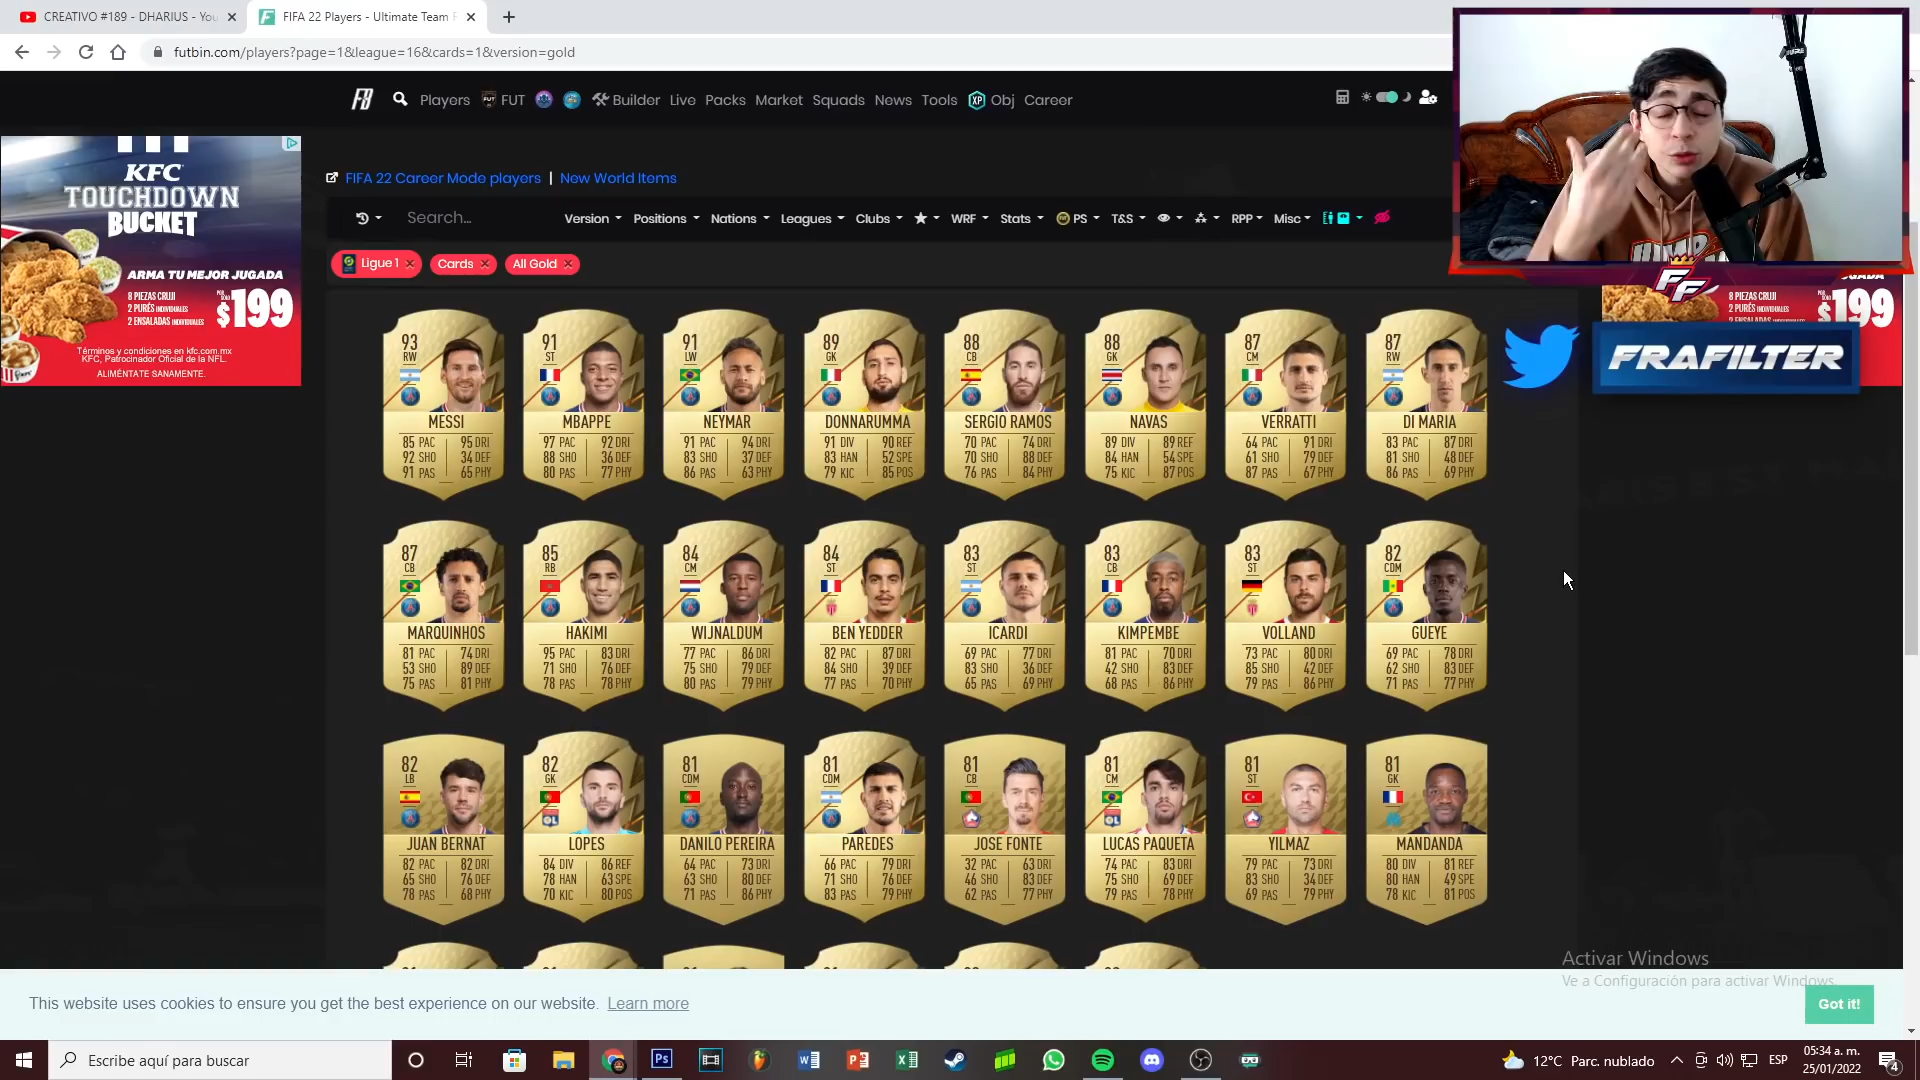 CREATIVO #189 - DHARIUS - You
FIFA 22 Players - Ultimate Team
futbin.com/players?page=1&league=16&cards=1&version=gold
Players FUT Builder Live Packs Market Squads News Tools XP Obj Career
FIFA 22 Career Mode players | New World Items
Search... Version Positions Nations Leagues Clubs WRF Stats PS T&S RPP Misc
Ligue 1 Cards All Gold
KFC
TOUCHDOWN
BUCKET
ARMA TU MEJOR JUGADA
8 PIEZAS CRUJI
2 PURÉS INDIVIDUALES
2 ENSALADAS INDIVIDUALES
POR SOLO
$199
Términos y condiciones en kfc.com.mx
KFC, Patrocinador Oficial de la NFL.
ALIMÉNTATE SANAMENTE.
FF
8 PIEZAS CRUJI
2 PURÉS INDIVIDUALES
$199
FRAFILTER
93 91 91 89 88 88 87 87
RW ST LW GK CB GK CM RW
MESSI MBAPPE NEYMAR DONNARUMMA SERGIO RAMOS NAVAS VERRATTI DI MARIA
85 PAC 95 DRI 97 PAC 92 DRI 91 PAC 94 DRI 91 DIV 90 REF 70 PAC 74 DRI 89 DIV 89 REF 64 PAC 91 DRI 83 PAC 87 DRI
92 SHO 34 DEF 88 SHO 36 DEF 83 SHO 37 DEF 83 HAN 52 SPE 70 SHO 88 DEF 84 HAN 54 SPE 61 SHO 79 DEF 81 SHO 48 DEF
91 PAS 65 PHY 80 PAS 77 PHY 86 PAS 63 PHY 79 KIC 85 POS 76 PAS 84 PHY 75 KIC 87 POS 87 PAS 67 PHY 86 PAS 69 PHY
87 85 84 84 83 83 83 82
CB RB CM ST ST CB ST CDM
MARQUINHOS HAKIMI WIJNALDUM BEN YEDDER ICARDI KIMPEMBE VOLLAND GUEYE
81 PAC 74 DRI 95 PAC 83 DRI 77 PAC 86 DRI 82 PAC 87 DRI 69 PAC 77 DRI 81 PAC 70 DRI 73 PAC 80 DRI 69 PAC 78 DRI
53 SHO 89 DEF 71 SHO 76 DEF 75 SHO 79 DEF 84 SHO 39 DEF 83 SHO 36 DEF 42 SHO 83 DEF 85 SHO 42 DEF 62 SHO 83 DEF
75 PAS 81 PHY 78 PAS 78 PHY 80 PAS 79 PHY 77 PAS 70 PHY 65 PAS 69 PHY 68 PAS 86 PHY 79 PAS 86 PHY 71 PAS 77 PHY
82 82 81 81 81 81 81 81
LB GK CDM CDM CB CM ST GK
JUAN BERNAT LOPES DANILO PEREIRA PAREDES JOSE FONTE LUCAS PAQUETA YILMAZ MANDANDA
82 PAC 82 DRI 84 DIV 86 REF 64 PAC 73 DRI 66 PAC 79 DRI 32 PAC 63 DRI 74 PAC 83 DRI 79 PAC 73 DRI 80 DIV 81 REF
65 SHO 76 DEF 78 HAN 63 SPE 63 SHO 80 DEF 71 SHO 76 DEF 46 SHO 83 DEF 75 SHO 69 DEF 83 SHO 34 DEF 80 HAN 49 SPE
78 PAS 68 PHY 70 KIC 80 POS 71 PAS 86 PHY 83 PAS 79 PHY 62 PAS 77 PHY 79 PAS 78 PHY 69 PAS 79 PHY 78 KIC 81 POS
Activar Windows
Ve a Configuración para activar Windows.
This website uses cookies to ensure you get the best experience on our website. Learn more
Got it!
Escribe aquí para buscar
12°C Parc. nublado
ESP
05:34 a. m.
25/01/2022
4